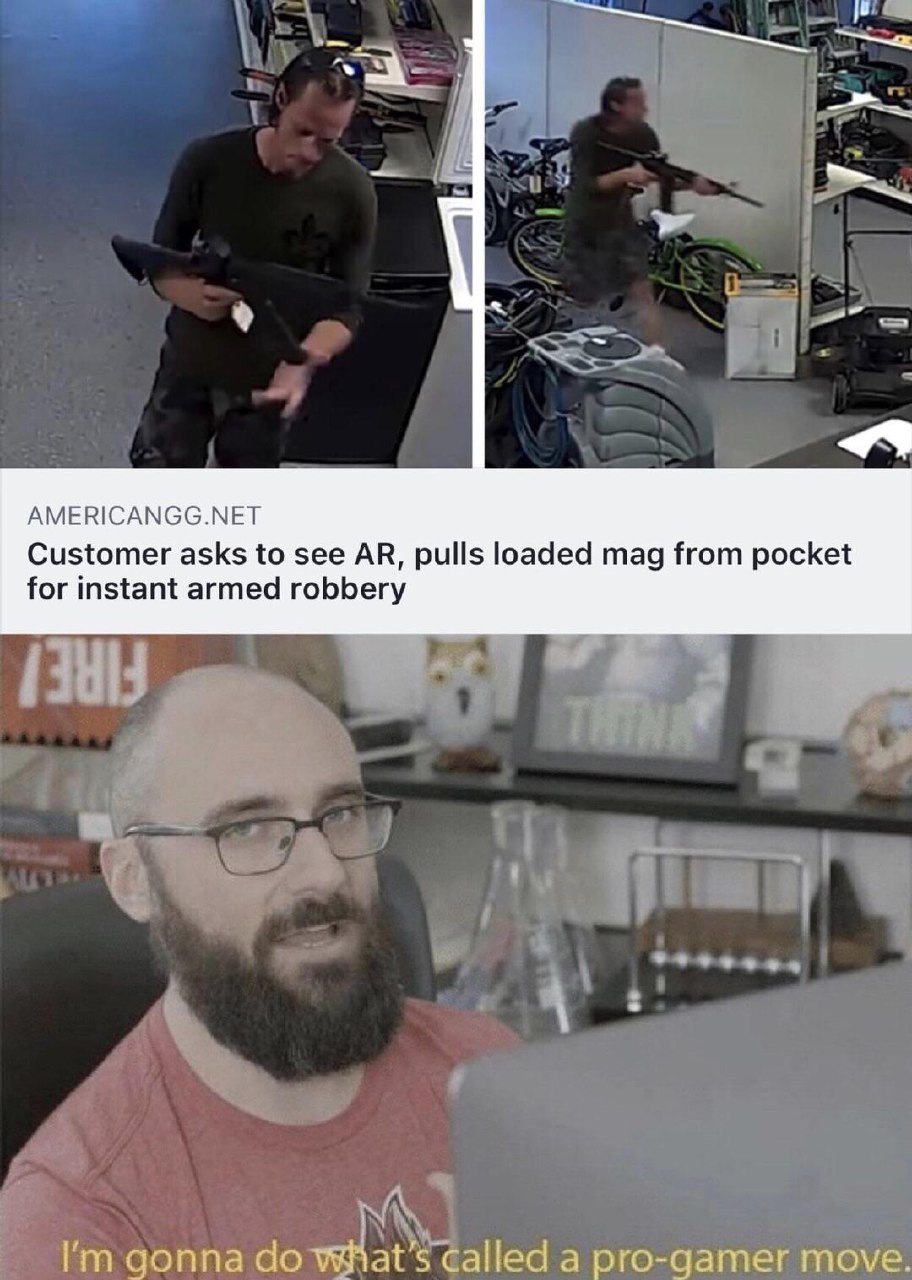 AMERICANGG.NET
Customer asks to see AR, pulls loaded mag from pocket
for instant armed robbery
FIRE!
THINK
I'm gonna do what's called a pro-gamer move.